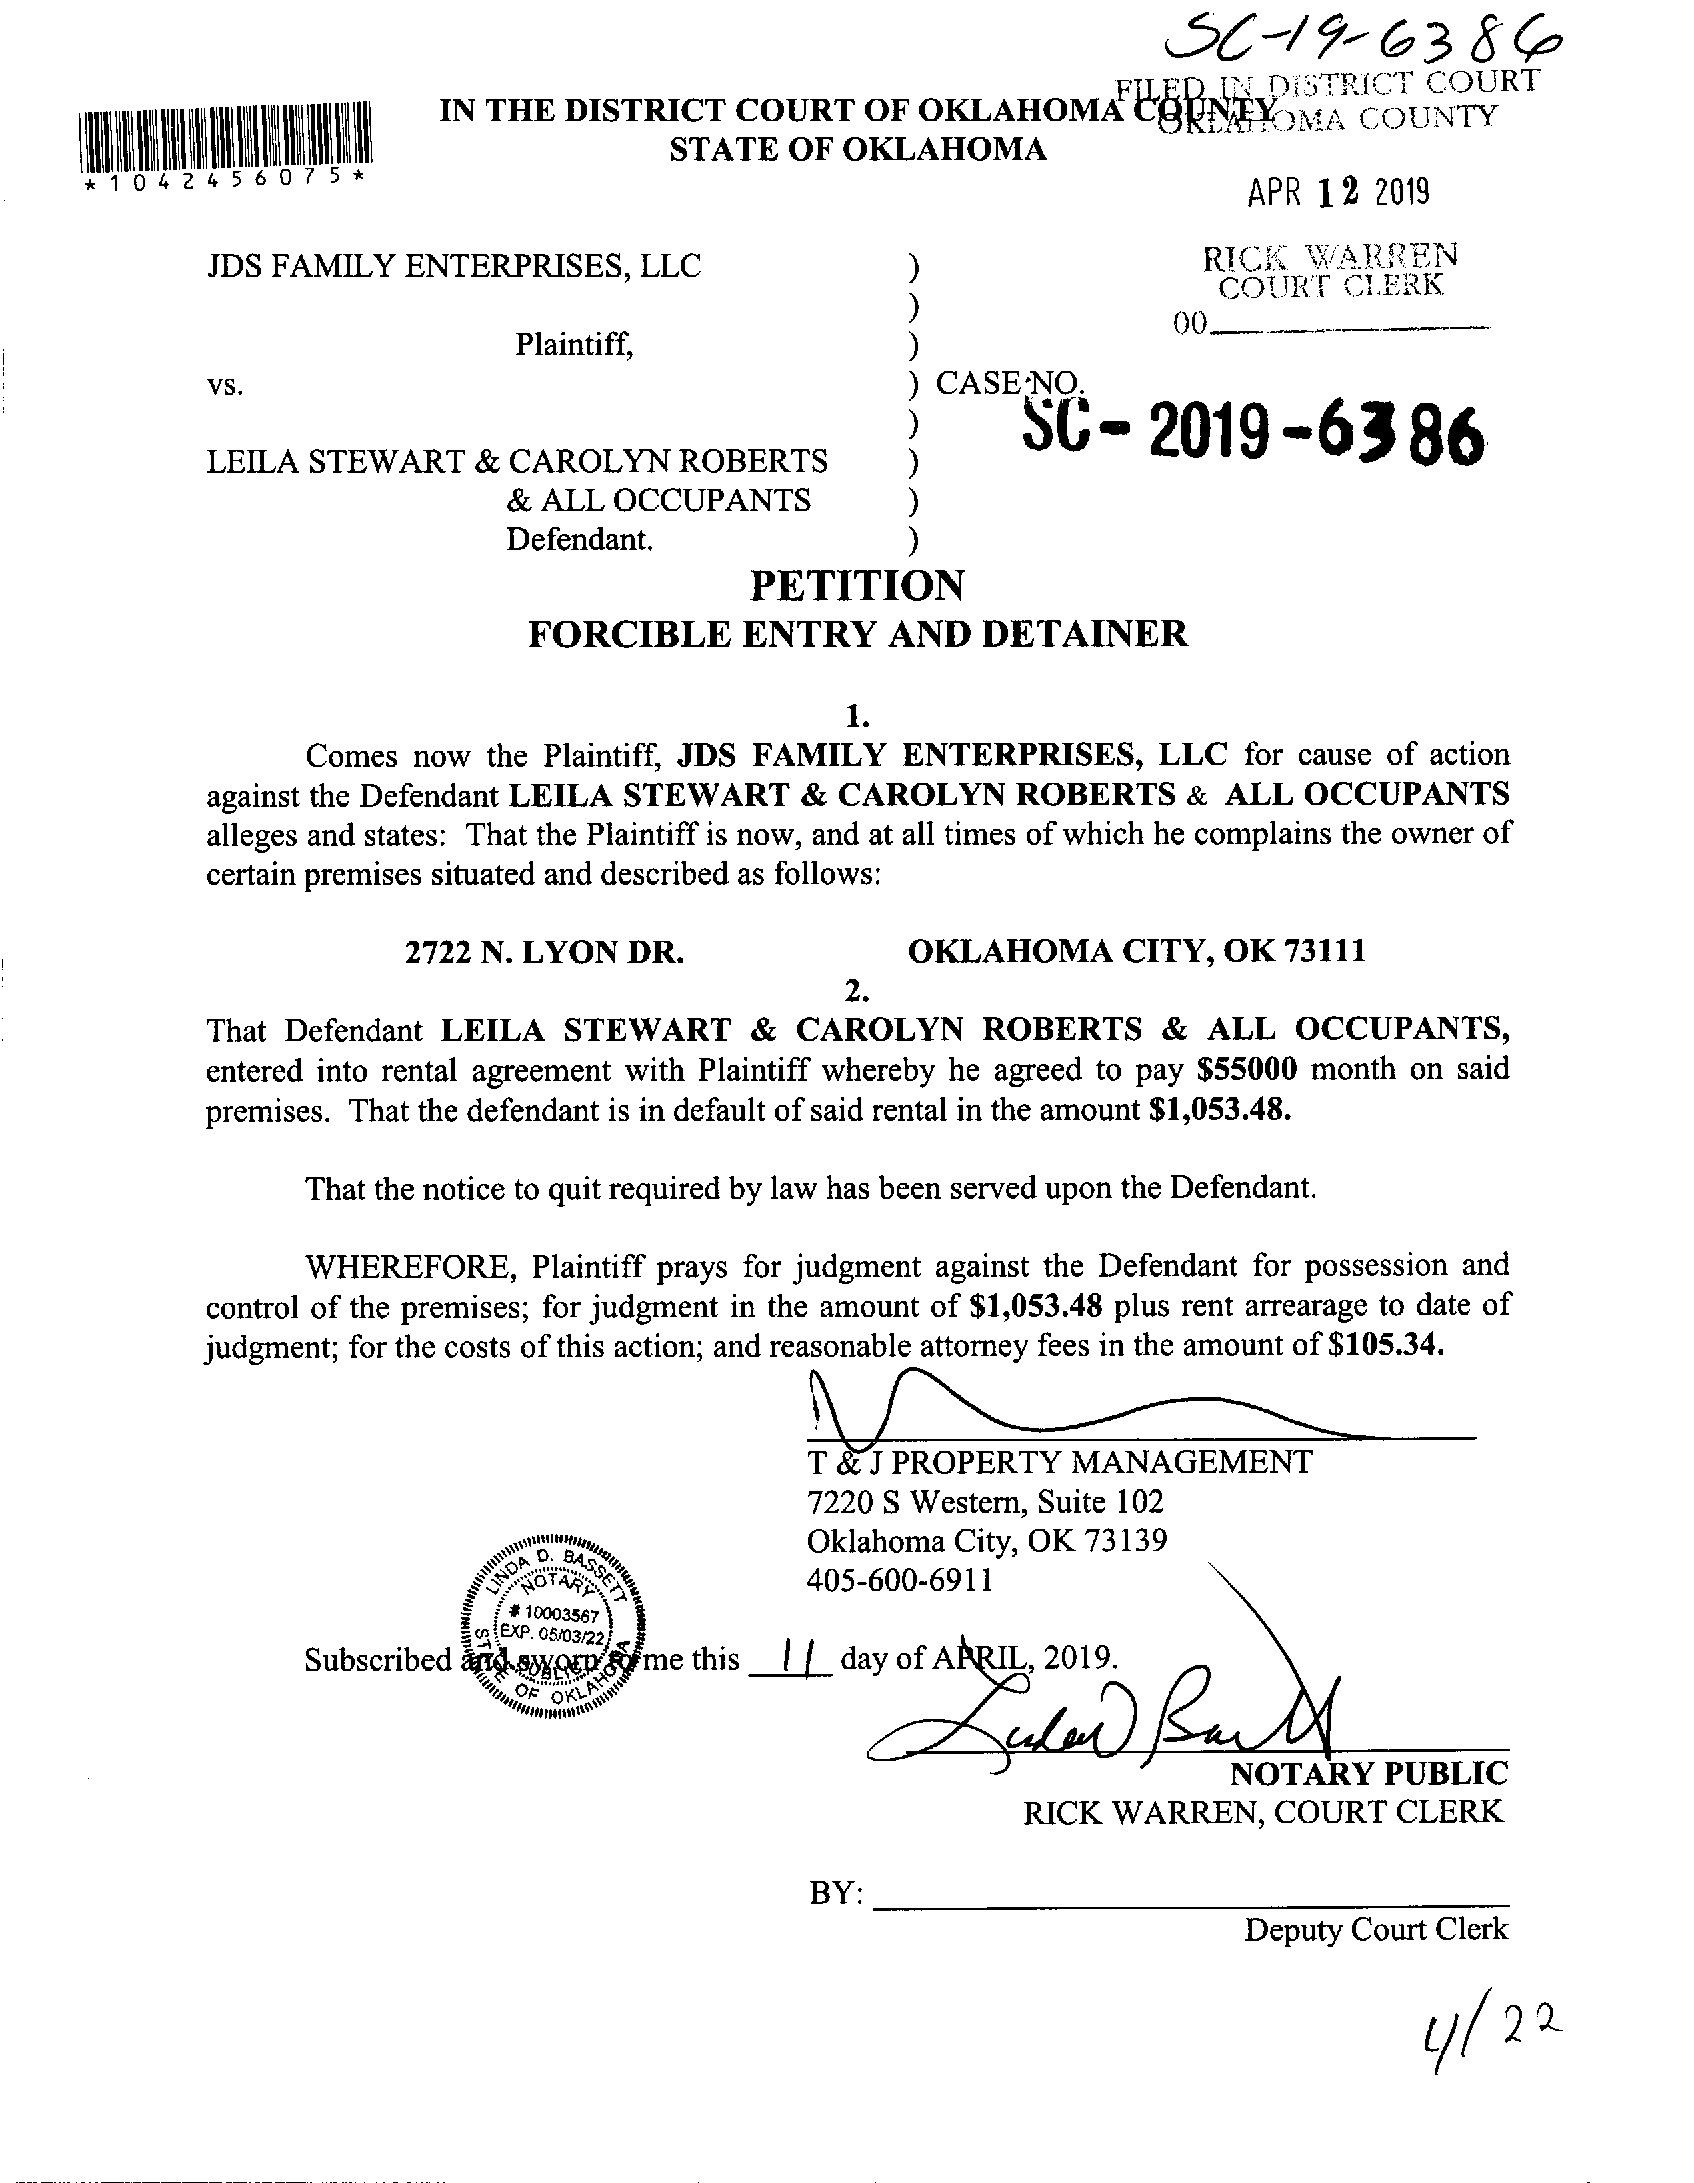 SC-19-6386
FILED IN DISTRICT COURT
OKLAHOMA COUNTY
IN THE DISTRICT COURT OF OKLAHOMA COUNTY
STATE OF OKLAHOMA
*1042456075*
APR 12 2019
RICK WARREN
COURT CLERK
00
JDS FAMILY ENTERPRISES, LLC )
)
Plaintiff, )
vs. ) CASE NO.
)
SC-2019-6386
LEILA STEWART & CAROLYN ROBERTS )
& ALL OCCUPANTS )
Defendant. )
PETITION
FORCIBLE ENTRY AND DETAINER
1.
Comes now the Plaintiff, JDS FAMILY ENTERPRISES, LLC for cause of action
against the Defendant LEILA STEWART & CAROLYN ROBERTS & ALL OCCUPANTS
alleges and states: That the Plaintiff is now, and at all times of which he complains the owner of
certain premises situated and described as follows:
2722 N. LYON DR. OKLAHOMA CITY, OK 73111
2.
That Defendant LEILA STEWART & CAROLYN ROBERTS & ALL OCCUPANTS,
entered into rental agreement with Plaintiff whereby he agreed to pay $55000 month on said
premises. That the defendant is in default of said rental in the amount $1,053.48.
That the notice to quit required by law has been served upon the Defendant.
WHEREFORE, Plaintiff prays for judgment against the Defendant for possession and
control of the premises; for judgment in the amount of $1,053.48 plus rent arrearage to date of
judgment; for the costs of this action; and reasonable attorney fees in the amount of $105.34.
T & J PROPERTY MANAGEMENT
7220 S Western, Suite 102
Oklahoma City, OK 73139
405-600-6911
LINDA D. BASSETT
NOTARY
# 10003567
EXP. 05/03/22
PUBLIC
STATE OF OKLAHOMA
Subscribed and sworn to me this 11 day of APRIL, 2019.
NOTARY PUBLIC
RICK WARREN, COURT CLERK
BY:
Deputy Court Clerk
4/22